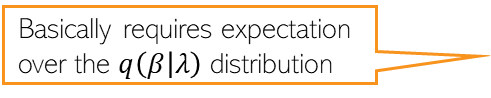 Basically requires expectation
over the q(β|λ) distribution